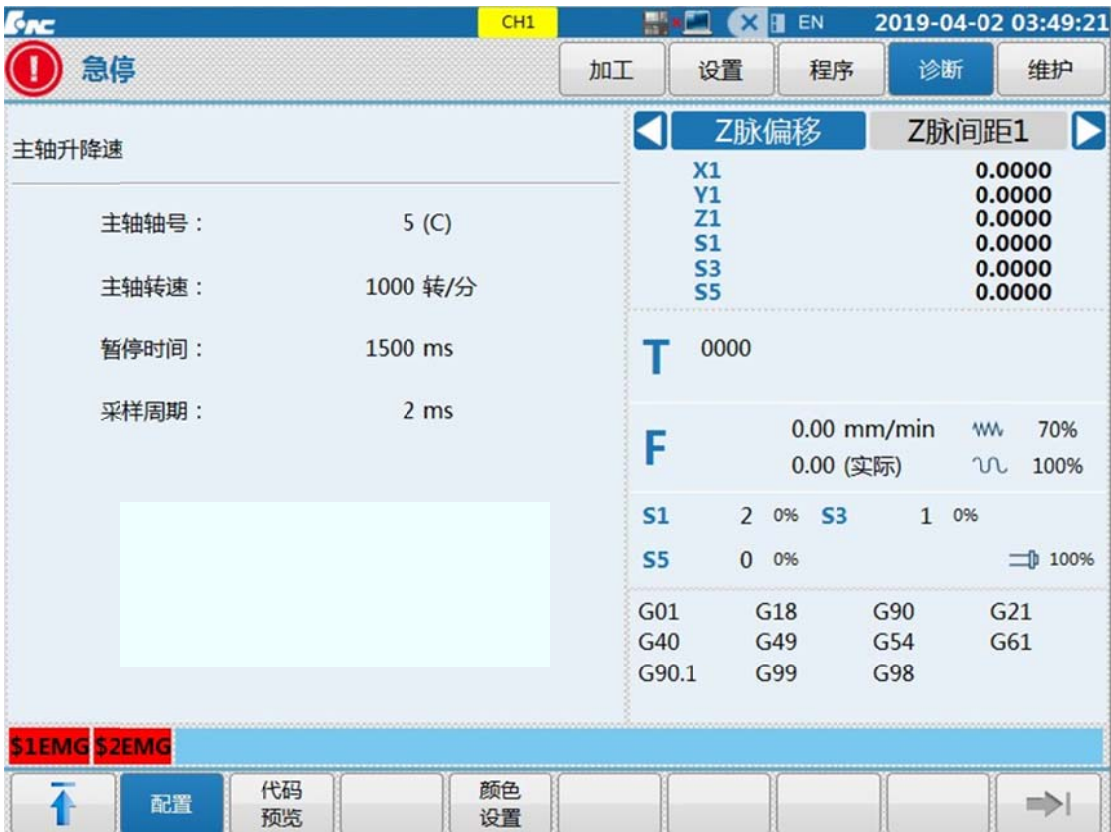 HNC CH1 EN 2019-04-02 03:49:21
急停 加工 设置 程序 诊断 维护
主轴升降速
主轴轴号： 5 (C)
主轴转速： 1000 转/分
暂停时间： 1500 ms
采样周期： 2 ms
Z脉偏移 Z脉间距1
X1 0.0000
Y1 0.0000
Z1 0.0000
S1 0.0000
S3 0.0000
S5 0.0000
T 0000
F 0.00 mm/min 70%
0.00 (实际) 100%
S1 2 0% S3 1 0%
S5 0 0% 100%
G01 G18 G90 G21
G40 G49 G54 G61
G90.1 G99 G98
$1EMG $2EMG
配置 代码 颜色
预览 设置